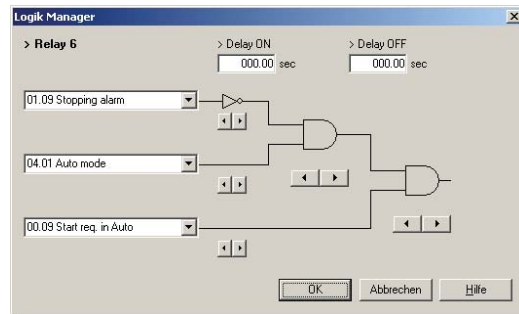 Logik Manager
> Relay 6
> Delay ON
> Delay OFF
000.00 sec
000.00 sec
01.09 Stopping alarm
04.01 Auto mode
00.09 Start req. in Auto
OK
Abbrechen
Hilfe